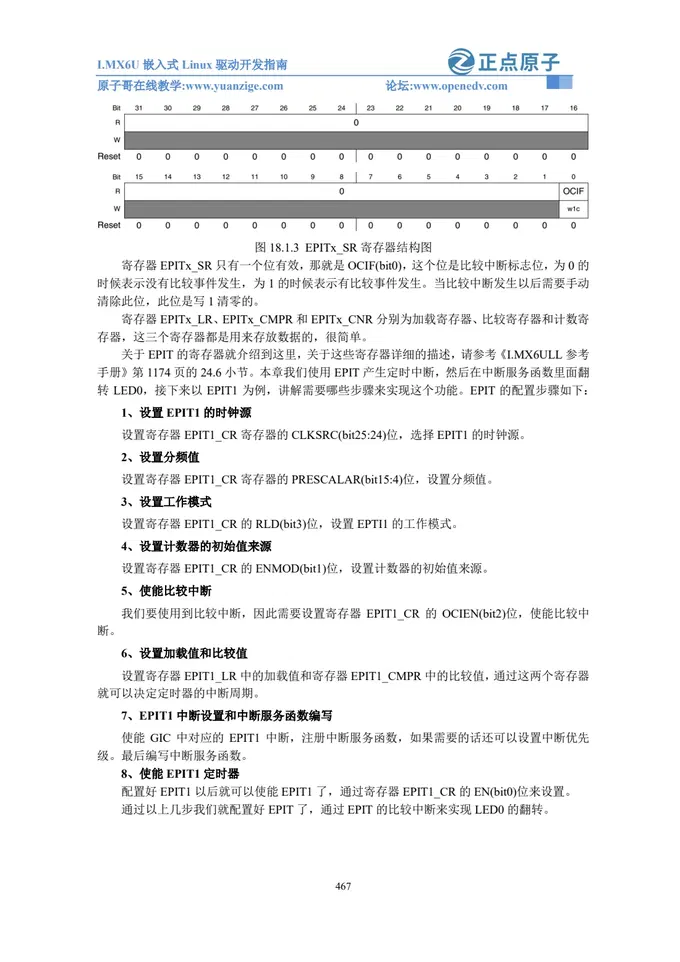 I.MX6U 嵌入式 Linux 驱动开发指南
正点原子
原子哥在线教学:www.yuanzige.com 论坛:www.openedv.com
Bit 31 30 29 28 27 26 25 24 23 22 21 20 19 18 17 16
R 0
W
Reset 0 0 0 0 0 0 0 0 0 0 0 0 0 0 0 0
Bit 15 14 13 12 11 10 9 8 7 6 5 4 3 2 1 0
R 0 OCIF
W w1c
Reset 0 0 0 0 0 0 0 0 0 0 0 0 0 0 0 0
图 18.1.3 EPITx_SR 寄存器结构图
寄存器 EPITx_SR 只有一个位有效，那就是 OCIF(bit0)，这个位是比较中断标志位，为 0 的
时候表示没有比较事件发生，为 1 的时候表示有比较事件发生。当比较中断发生以后需要手动
清除此位，此位是写 1 清零的。
寄存器 EPITx_LR、EPITx_CMPR 和 EPITx_CNR 分别为加载寄存器、比较寄存器和计数寄
存器，这三个寄存器都是用来存放数据的，很简单。
关于 EPIT 的寄存器就介绍到这里，关于这些寄存器详细的描述，请参考《I.MX6ULL 参考
手册》第 1174 页的 24.6 小节。本章我们使用 EPIT 产生定时中断，然后在中断服务函数里面翻
转 LED0，接下来以 EPIT1 为例，讲解需要哪些步骤来实现这个功能。EPIT 的配置步骤如下：
1、设置 EPIT1 的时钟源
设置寄存器 EPIT1_CR 寄存器的 CLKSRC(bit25:24)位，选择 EPIT1 的时钟源。
2、设置分频值
设置寄存器 EPIT1_CR 寄存器的 PRESCALAR(bit15:4)位，设置分频值。
3、设置工作模式
设置寄存器 EPIT1_CR 的 RLD(bit3)位，设置 EPTI1 的工作模式。
4、设置计数器的初始值来源
设置寄存器 EPIT1_CR 的 ENMOD(bit1)位，设置计数器的初始值来源。
5、使能比较中断
我们要使用到比较中断，因此需要设置寄存器 EPIT1_CR 的 OCIEN(bit2)位，使能比较中
断。
6、设置加载值和比较值
设置寄存器 EPIT1_LR 中的加载值和寄存器 EPIT1_CMPR 中的比较值，通过这两个寄存器
就可以决定定时器的中断周期。
7、EPIT1 中断设置和中断服务函数编写
使能 GIC 中对应的 EPIT1 中断，注册中断服务函数，如果需要的话还可以设置中断优先
级。最后编写中断服务函数。
8、使能 EPIT1 定时器
配置好 EPIT1 以后就可以使能 EPIT1 了，通过寄存器 EPIT1_CR 的 EN(bit0)位来设置。
通过以上几步我们就配置好 EPIT 了，通过 EPIT 的比较中断来实现 LED0 的翻转。
467